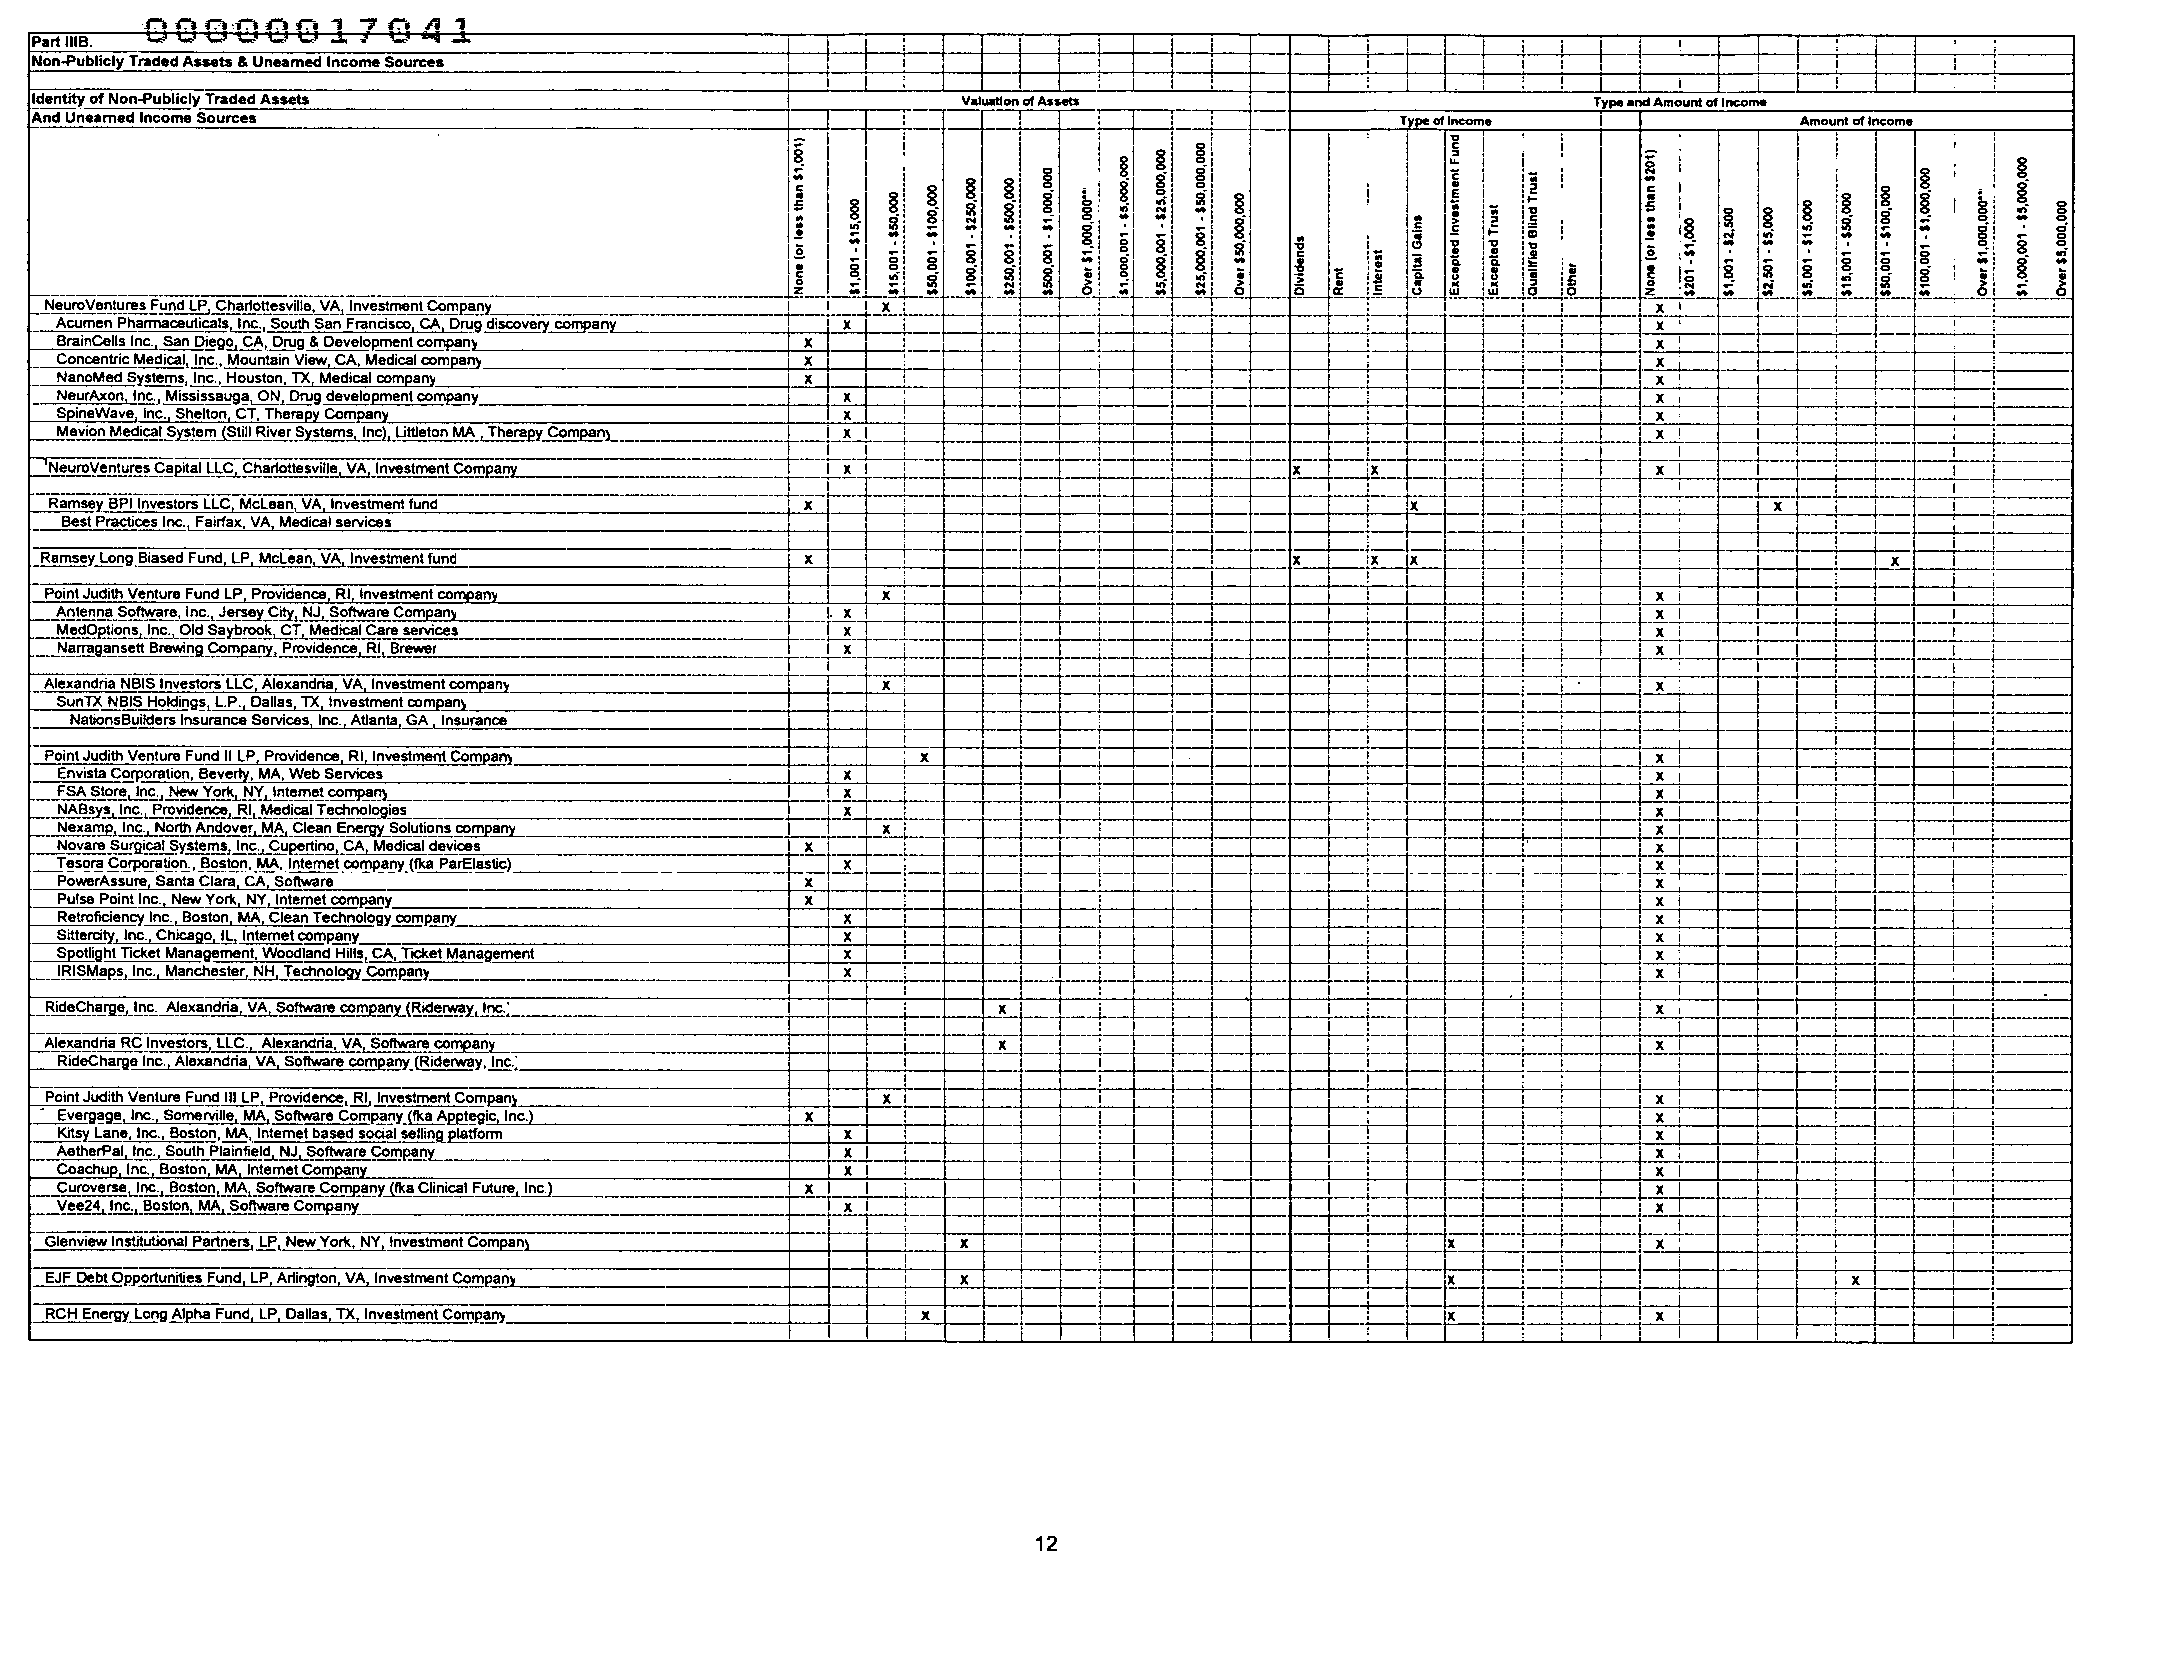 00000017041
Part IIIB.
Non-Publicly Traded Assets & Unearned Income Sources
Identity of Non-Publicly Traded Assets
Valuation of Assets
Type and Amount of Income
And Unearned Income Sources
Type of Income
Amount of Income
None (or less than $1,001)
$1,001 - $15,000
$15,001 - $50,000
$50,001 - $100,000
$100,001 - $250,000
$250,001 - $500,000
$500,001 - $1,000,000
Over $1,000,000**
$1,000,001 - $5,000,000
$5,000,001 - $25,000,000
$25,000,001 - $50,000,000
Over $50,000,000
Dividends
Rent
Interest
Capital Gains
Excepted Investment Fund
Excepted Trust
Qualified Blind Trust
Other
None (or less than $201)
$201 - $1,000
$1,001 - $2,500
$2,501 - $5,000
$5,001 - $15,000
$15,001 - $50,000
$50,001 - $100,000
$100,001 - $1,000,000
Over $1,000,000**
$1,000,001 - $5,000,000
Over $5,000,000
NeuroVentures Fund LP, Charlottesville, VA, Investment Company X X
Acumen Pharmaceuticals, Inc., South San Francisco, CA, Drug discovery company X X
BrainCells Inc., San Diego, CA, Drug & Development company X X
Concentric Medical, Inc., Mountain View, CA, Medical company X X
NanoMed Systems, Inc., Houston, TX, Medical company X X
NeurAxon, Inc., Mississauga, ON, Drug development company X X
SpineWave, Inc., Shelton, CT, Therapy Company X X
Mevion Medical System (Still River Systems, Inc), Littleton MA , Therapy Company X X
NeuroVentures Capital LLC, Charlottesville, VA, Investment Company X X X X
Ramsey BPI Investors LLC, McLean, VA, Investment fund X X X
Best Practices Inc., Fairfax, VA, Medical services
Ramsey Long Biased Fund, LP, McLean, VA, Investment fund X X X X X
Point Judith Venture Fund LP, Providence, RI, Investment company X X
Antenna Software, Inc., Jersey City, NJ, Software Company X X
MedOptions, Inc., Old Saybrook, CT, Medical Care services X X
Narragansett Brewing Company, Providence, RI, Brewer X X
Alexandria NBIS Investors LLC, Alexandria, VA, Investment company X X
SunTX NBIS Holdings, L.P., Dallas, TX, Investment company
NationsBuilders Insurance Services, Inc., Atlanta, GA , Insurance
Point Judith Venture Fund II LP, Providence, RI, Investment Company X X
Envista Corporation, Beverly, MA, Web Services X X
FSA Store, Inc., New York, NY, Internet company X X
NABsys, Inc., Providence, RI, Medical Technologies X X
Nexamp, Inc., North Andover, MA, Clean Energy Solutions company X X
Novare Surgical Systems, Inc., Cupertino, CA, Medical devices X X
Tesora Corporation., Boston, MA, Internet company (fka ParElastic) X X
PowerAssure, Santa Clara, CA, Software X X
Pulse Point Inc., New York, NY, Internet company X X
Retroficiency Inc., Boston, MA, Clean Technology company X X
Sittercity, Inc., Chicago, IL, Internet company X X
Spotlight Ticket Management, Woodland Hills, CA, Ticket Management X X
IRISMaps, Inc., Manchester, NH, Technology Company X X
RideCharge, Inc. Alexandria, VA, Software company (Riderway, Inc. X X
Alexandria RC Investors, LLC., Alexandria, VA, Software company X X
RideCharge Inc., Alexandria, VA, Software company (Riderway, Inc.
Point Judith Venture Fund III LP, Providence, RI, Investment Company X X
Evergage, Inc., Somerville, MA, Software Company (fka Apptegic, Inc.) X X
Kitsy Lane, Inc., Boston, MA, Internet based social selling platform X X
AetherPal, Inc., South Plainfield, NJ, Software Company X X
Coachup, Inc., Boston, MA, Internet Company X X
Curoverse, Inc., Boston, MA, Software Company (fka Clinical Future, Inc.) X X
Vee24, Inc., Boston, MA, Software Company X X
Glenview Institutional Partners, LP, New York, NY, Investment Company X X X
EJF Debt Opportunities Fund, LP, Arlington, VA, Investment Company X X X
RCH Energy Long Alpha Fund, LP, Dallas, TX, Investment Company X X X
12